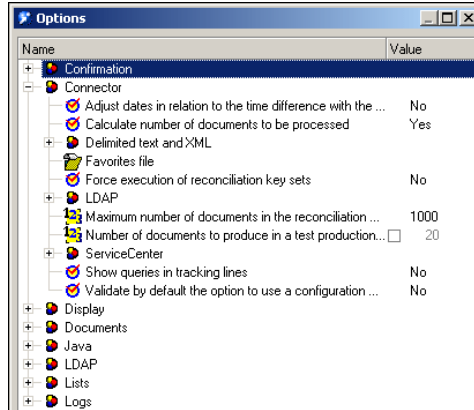 Options
Name Value
Confirmation
Connector
Adjust dates in relation to the time difference with the ... No
Calculate number of documents to be processed Yes
Delimited text and XML
Favorites file
Force execution of reconciliation key sets No
LDAP
Maximum number of documents in the reconciliation ... 1000
Number of documents to produce in a test production... 20
ServiceCenter
Show queries in tracking lines No
Validate by default the option to use a configuration ... No
Display
Documents
Java
LDAP
Lists
Logs